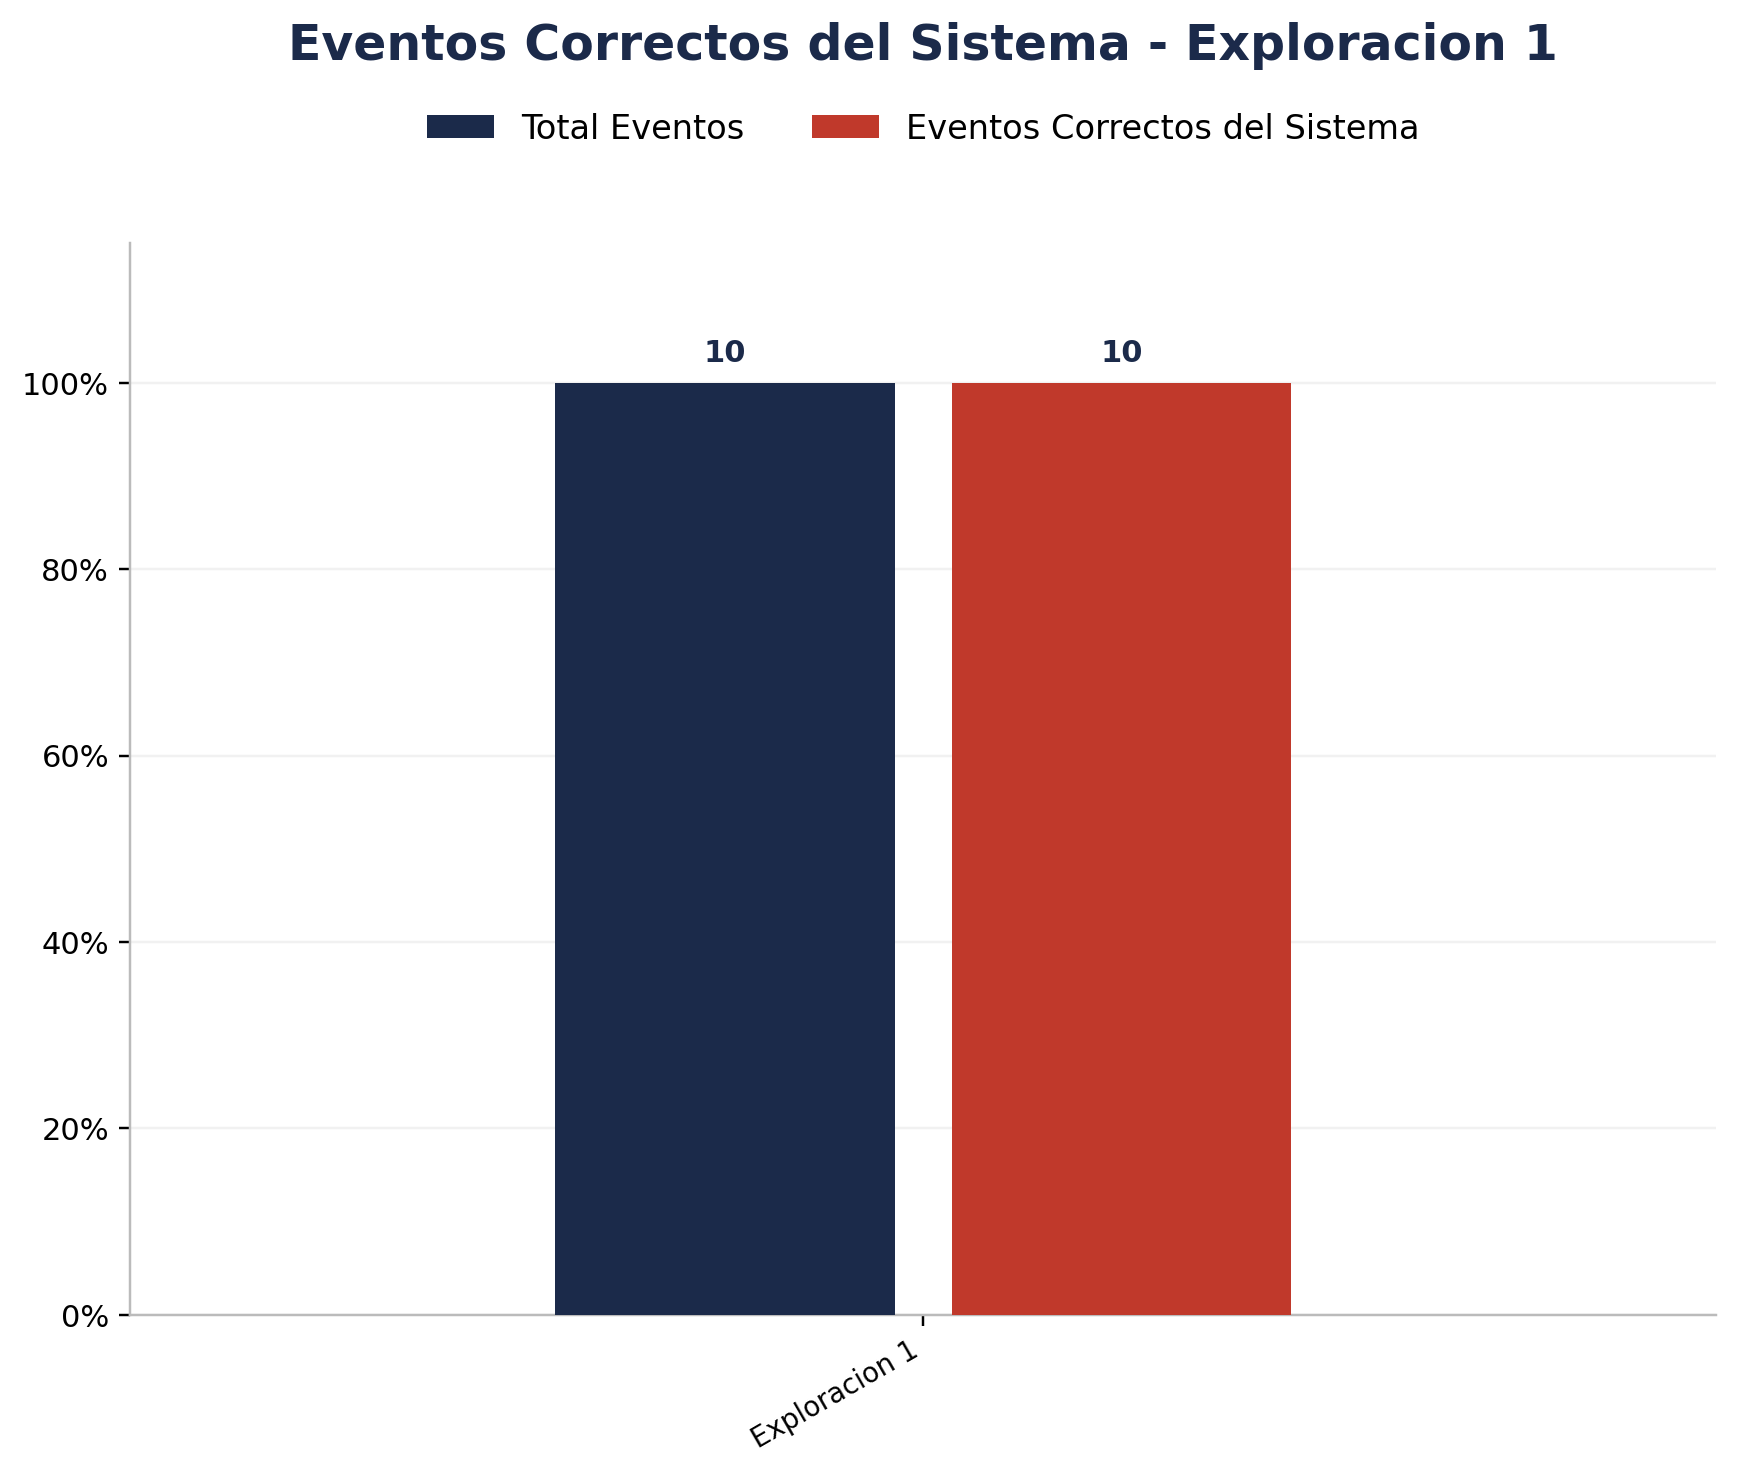 Eventos Correctos del Sistema - Exploracion 1
Total Eventos
Eventos Correctos del Sistema
10
10
100%
80%
60%
40%
20%
0%
Exploracion 1